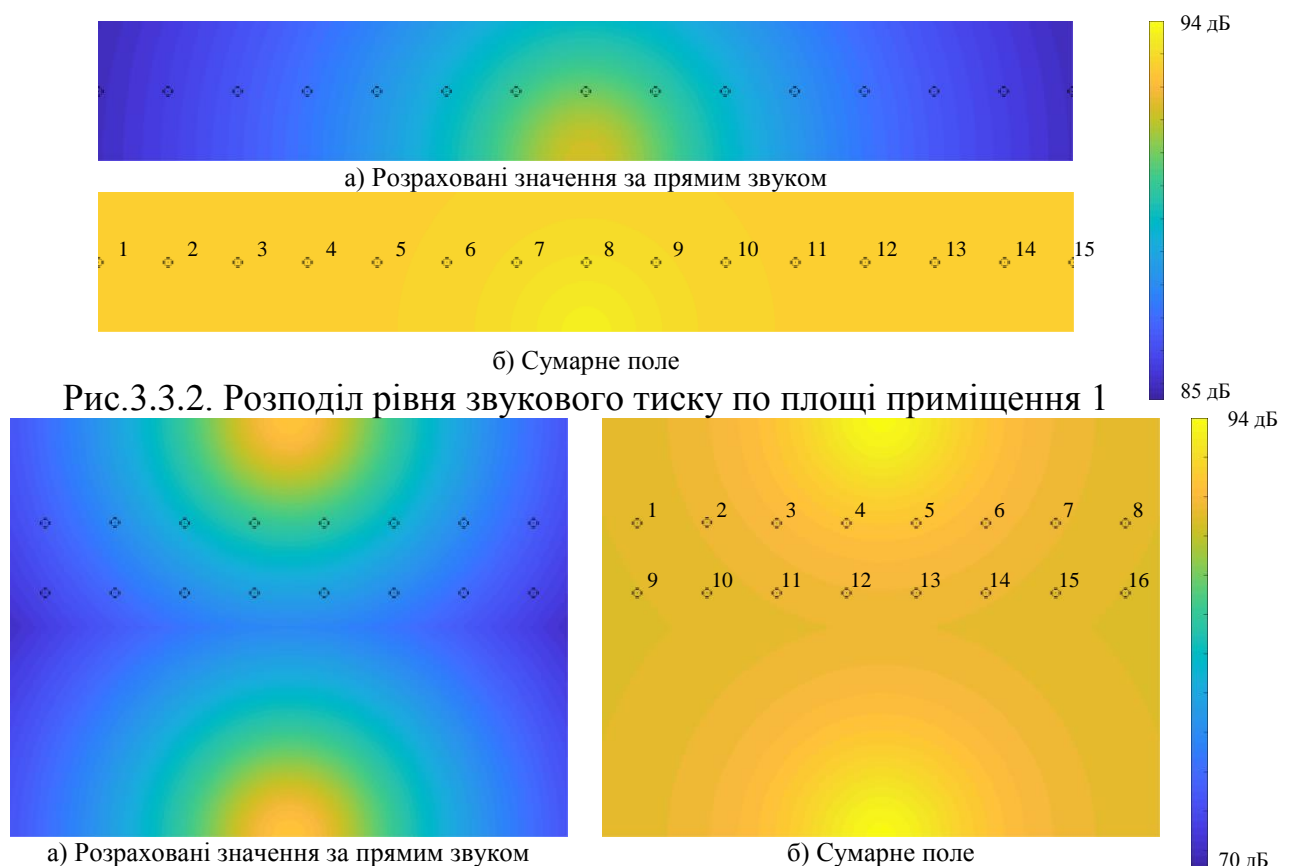 94 дБ
а) Розраховані значення за прямим звуком
1 2 3 4 5 6 7 8 9 10 11 12 13 14 15
б) Сумарне поле
85 дБ
Рис.3.3.2. Розподіл рівня звукового тиску по площі приміщення 1
94 дБ
1 2 3 4 5 6 7 8
9 10 11 12 13 14 15 16
а) Розраховані значення за прямим звуком
б) Сумарне поле
70 дБ